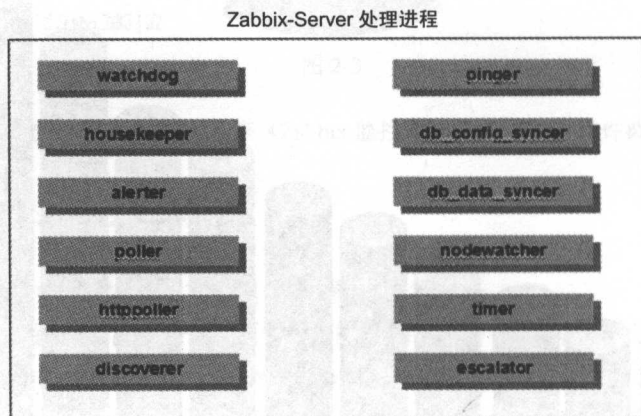 Zabbix-Server 处理进程
watchdog
housekeeper
alerter
poller
httppoller
discoverer
pinger
db_config_syncer
db_data_syncer
nodewatcher
timer
escalator